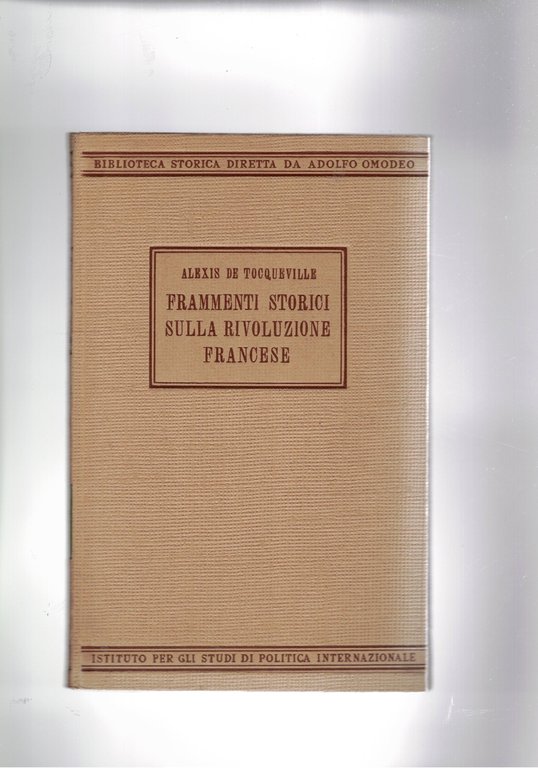 BIBLIOTECA STORICA DIRETTA DA ADOLFO OMODEO
ALEXIS DE TOCQUEVILLE
FRAMMENTI STORICI
SULLA RIVOLUZIONE
FRANCESE
ISTITUTO PER GLI STUDI DI POLITICA INTERNAZIONALE